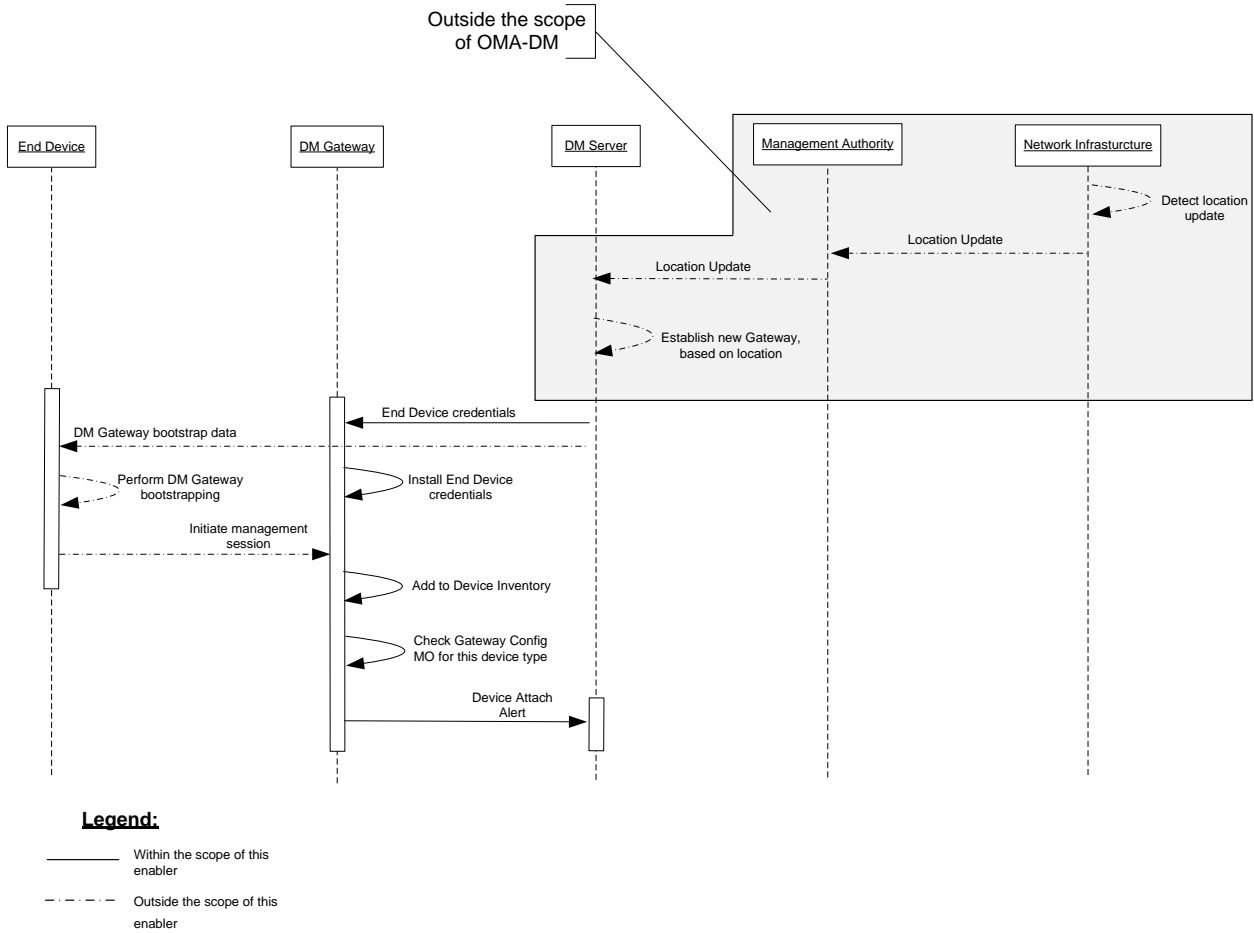 Outside the scope
of OMA-DM
End Device
DM Gateway
DM Server
Management Authority
Network Infrasturcture
Detect location
update
Location Update
Location Update
Establish new Gateway,
based on location
End Device credentials
DM Gateway bootstrap data
Perform DM Gateway
bootstrapping
Install End Device
credentials
Initiate management
session
Add to Device Inventory
Check Gateway Config
MO for this device type
Device Attach
Alert
Legend:
Within the scope of this
enabler
Outside the scope of this
enabler